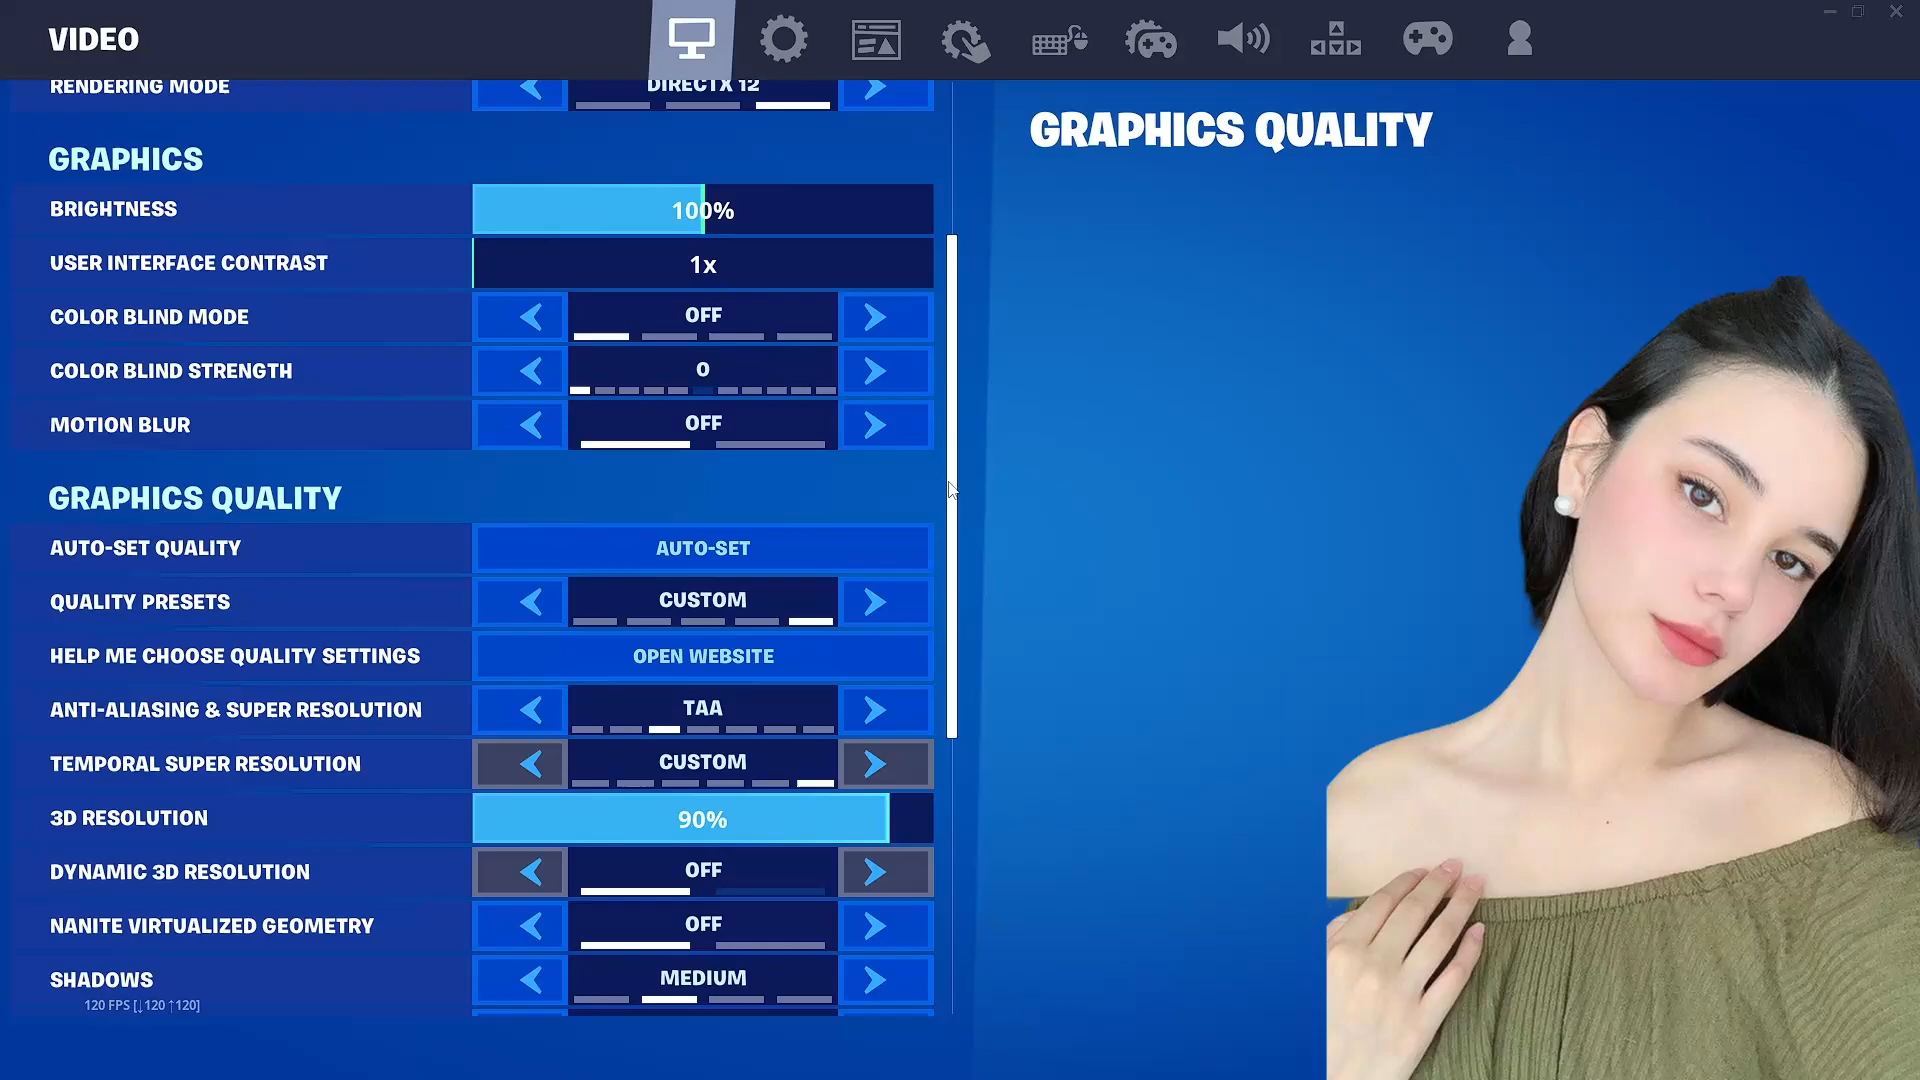 VIDEO
RENDERING MODE
DIRECTX 12
GRAPHICS QUALITY
GRAPHICS
BRIGHTNESS
100%
USER INTERFACE CONTRAST
1x
COLOR BLIND MODE
OFF
COLOR BLIND STRENGTH
0
MOTION BLUR
OFF
GRAPHICS QUALITY
AUTO-SET QUALITY
AUTO-SET
QUALITY PRESETS
CUSTOM
HELP ME CHOOSE QUALITY SETTINGS
OPEN WEBSITE
ANTI-ALIASING & SUPER RESOLUTION
TAA
TEMPORAL SUPER RESOLUTION
CUSTOM
3D RESOLUTION
90%
DYNAMIC 3D RESOLUTION
OFF
NANITE VIRTUALIZED GEOMETRY
OFF
SHADOWS
MEDIUM
120 FPS [↓120 ↑120]